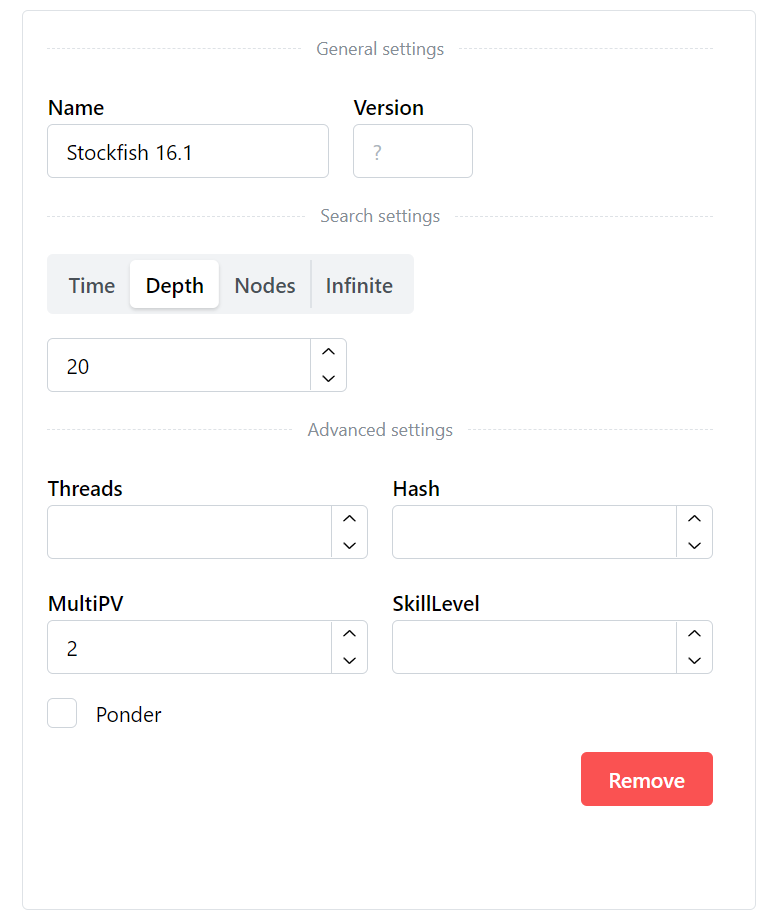 General settings
Name Version
Stockfish 16.1 ?
Search settings
Time Depth Nodes Infinite
20
Advanced settings
Threads Hash
MultiPV SkillLevel
2
Ponder
Remove